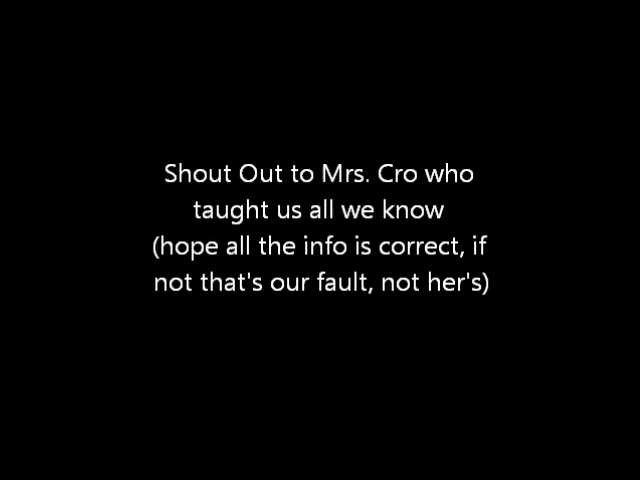 Shout Out to Mrs. Cro who
taught us all we know
(hope all the info is correct, if
not that's our fault, not her's)